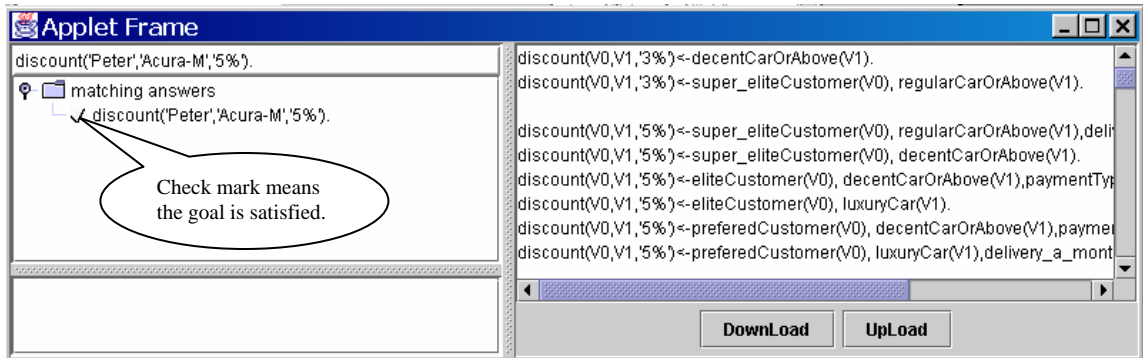 Applet Frame
discount('Peter','Acura-M','5%').
matching answers
discount('Peter','Acura-M','5%').
Check mark means
the goal is satisfied.
discount(V0,V1,'3%')<-decentCarOrAbove(V1).
discount(V0,V1,'3%')<-super_eliteCustomer(V0), regularCarOrAbove(V1).
discount(V0,V1,'5%')<-super_eliteCustomer(V0), regularCarOrAbove(V1),deli
discount(V0,V1,'5%')<-super_eliteCustomer(V0), decentCarOrAbove(V1).
discount(V0,V1,'5%')<-eliteCustomer(V0), decentCarOrAbove(V1),paymentTyp
discount(V0,V1,'5%')<-eliteCustomer(V0), luxuryCar(V1).
discount(V0,V1,'5%')<-preferedCustomer(V0), decentCarOrAbove(V1),paymer
discount(V0,V1,'5%')<-preferedCustomer(V0), luxuryCar(V1),delivery_a_mont
DownLoad
UpLoad